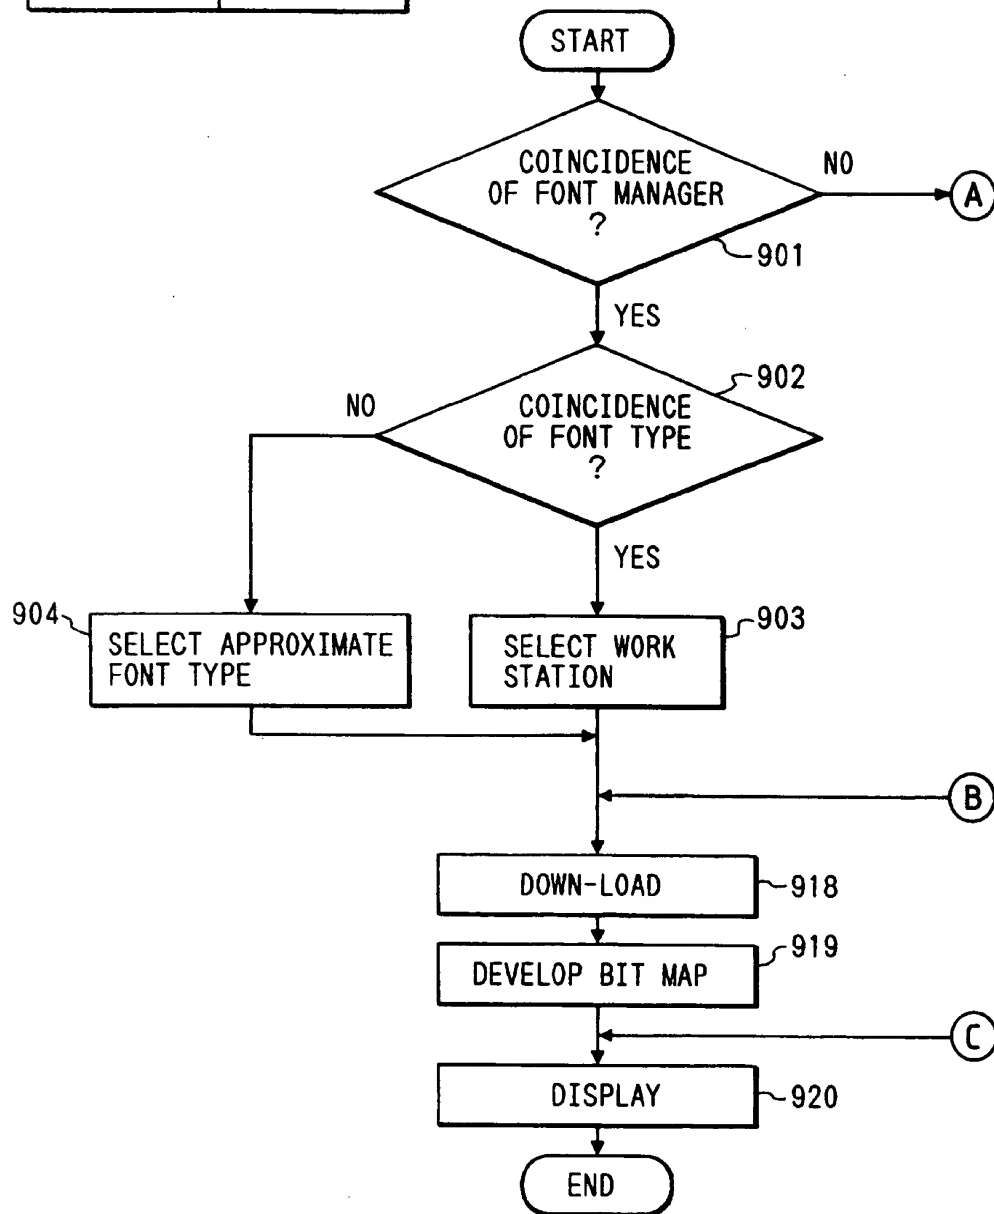 START
COINCIDENCE
OF FONT MANAGER
?
NO
A
901
YES
902
NO
COINCIDENCE
OF FONT TYPE
?
YES
904
SELECT APPROXIMATE
FONT TYPE
903
SELECT WORK
STATION
B
DOWN-LOAD
918
DEVELOP BIT MAP
919
C
DISPLAY
920
END